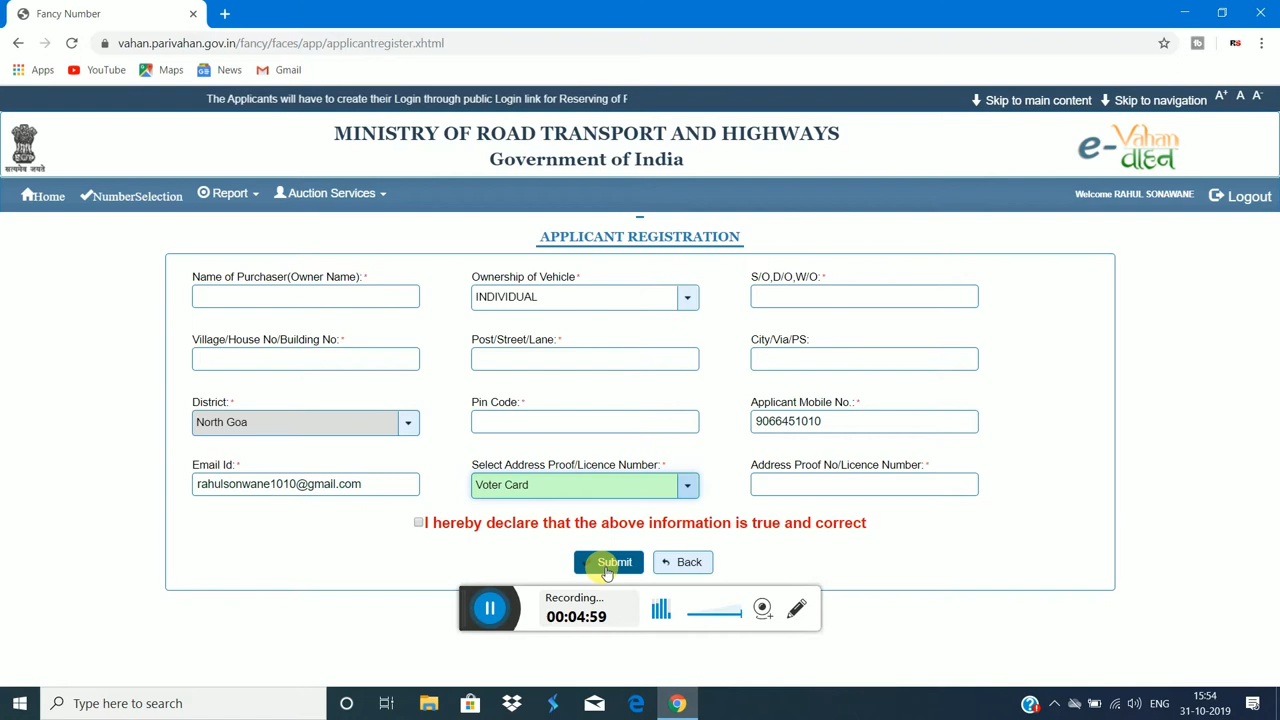 Fancy Number
vahan.parivahan.gov.in/fancy/faces/app/applicantregister.xhtml
Apps YouTube Maps News Gmail
The Applicants will have to create their Login through public Login link for Reserving of F
Skip to main content Skip to navigation A+ A A-
MINISTRY OF ROAD TRANSPORT AND HIGHWAYS
Government of India
सत्यमेव जयते
e-Vahan
वाहन
Home NumberSelection Report Auction Services Welcome RAHUL SONAWANE Logout
APPLICANT REGISTRATION
Name of Purchaser(Owner Name):* Ownership of Vehicle* S/O,D/O,W/O:*
INDIVIDUAL
Village/House No/Building No:* Post/Street/Lane:* City/Via/PS:
District:* Pin Code:* Applicant Mobile No.:*
North Goa 9066451010
Email Id:* Select Address Proof/Licence Number:* Address Proof No/Licence Number:*
rahulsonwane1010@gmail.com Voter Card
I hereby declare that the above information is true and correct
Submit Back
Recording...
00:04:59
Type here to search
ENG
15:54
31-10-2019